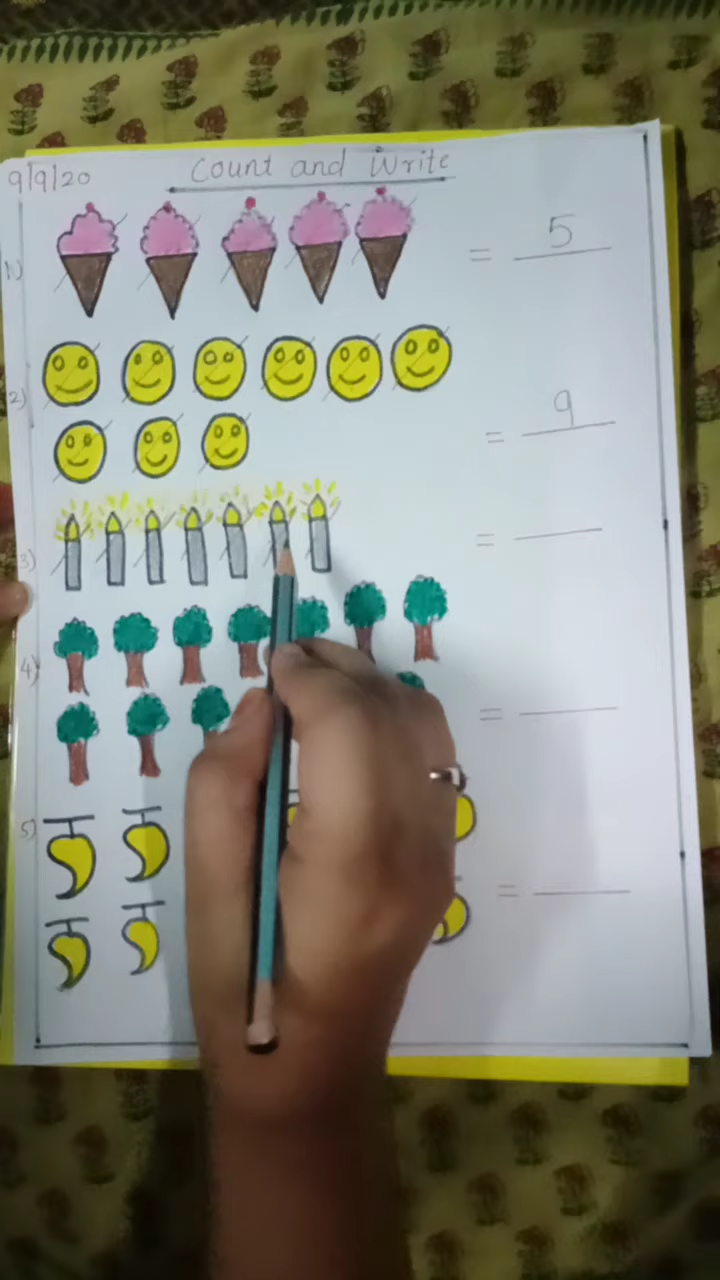 9/9/20
Count and Write
1) = 5
2) = 9
3) =
4) =
5) =